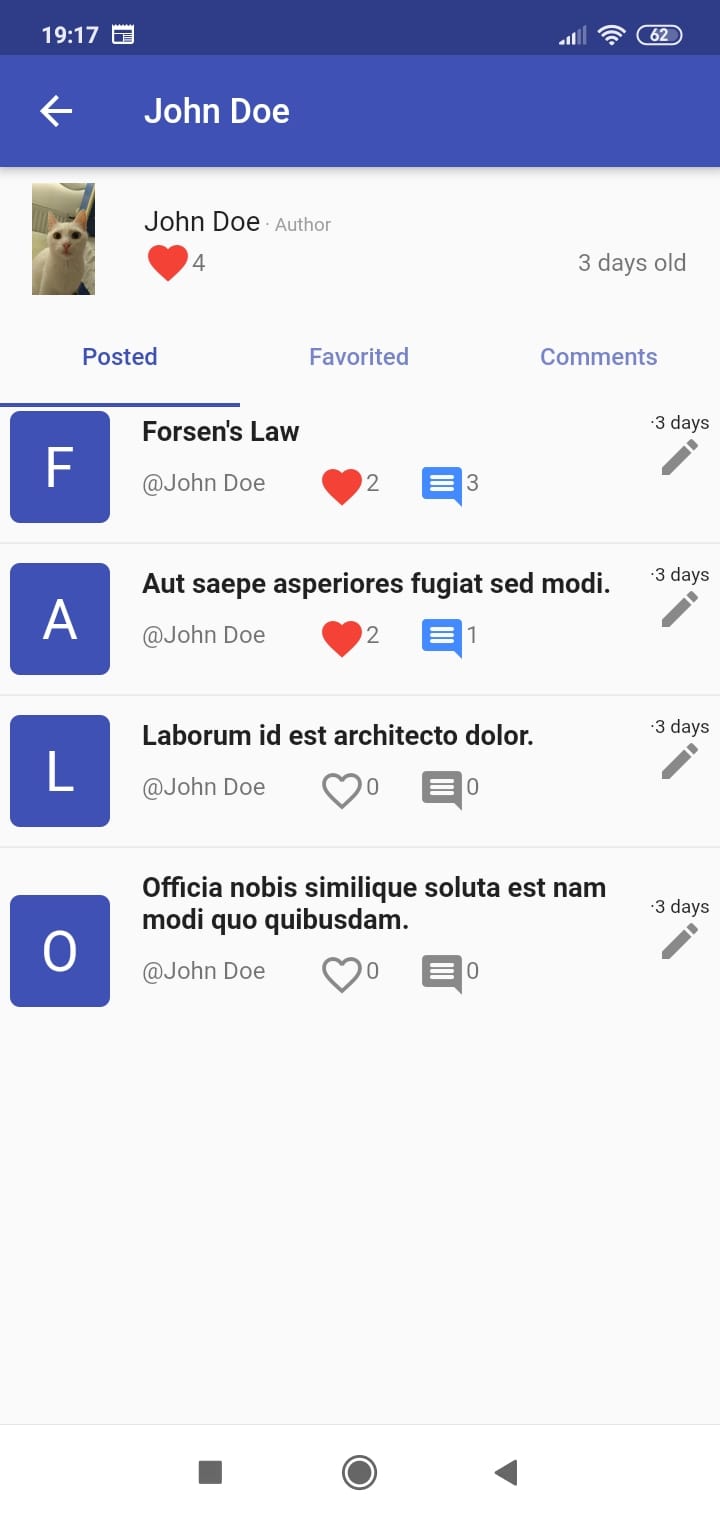 19:17 62
John Doe
John Doe · Author
4 3 days old
Posted Favorited Comments
F Forsen's Law ·3 days
@John Doe 2 3
A Aut saepe asperiores fugiat sed modi. ·3 days
@John Doe 2 1
L Laborum id est architecto dolor. ·3 days
@John Doe 0 0
Officia nobis similique soluta est nam
O modi quo quibusdam. ·3 days
@John Doe 0 0